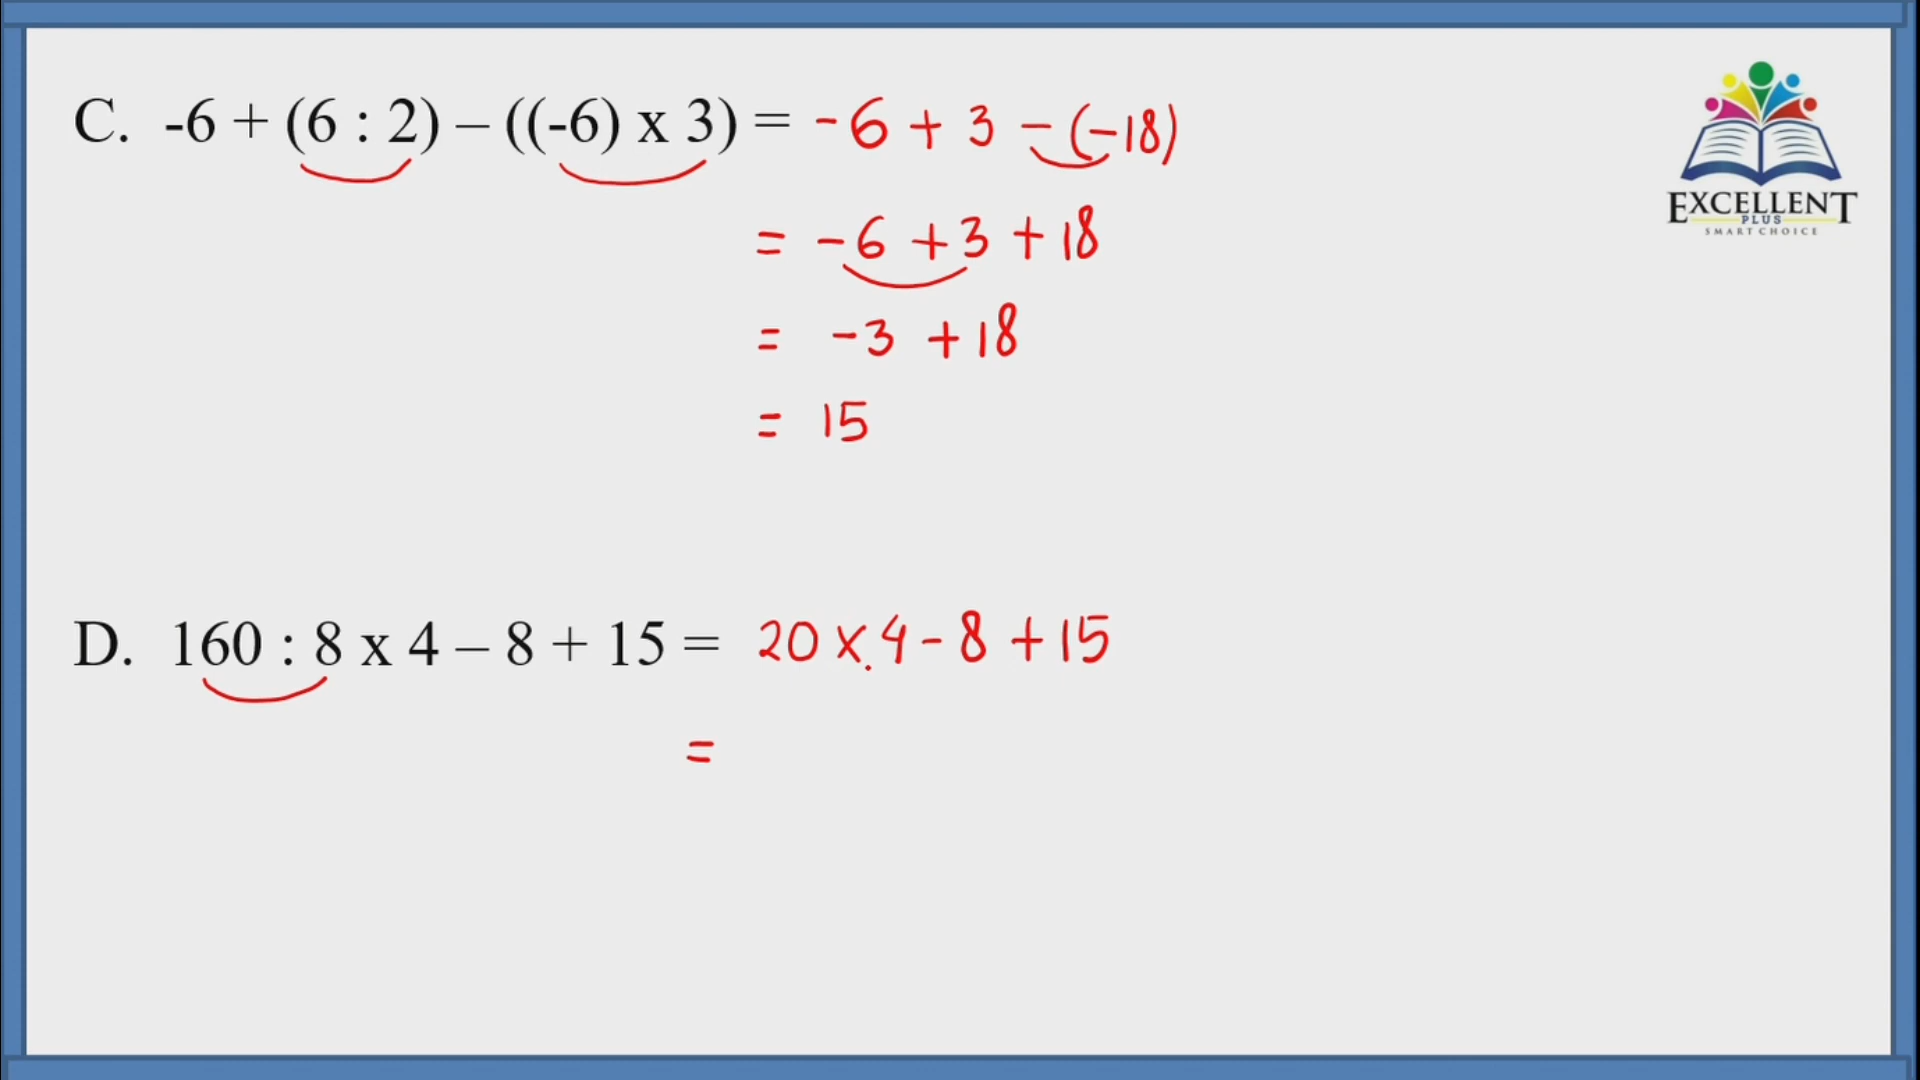 C. -6 + (6 : 2) – ((-6) x 3) = -6 + 3 - (-18)
= -6 + 3 + 18
= -3 + 18
= 15
D. 160 : 8 x 4 – 8 + 15 = 20 x 4 - 8 + 15
=
EXCELLENT
PLUS
SMART CHOICE